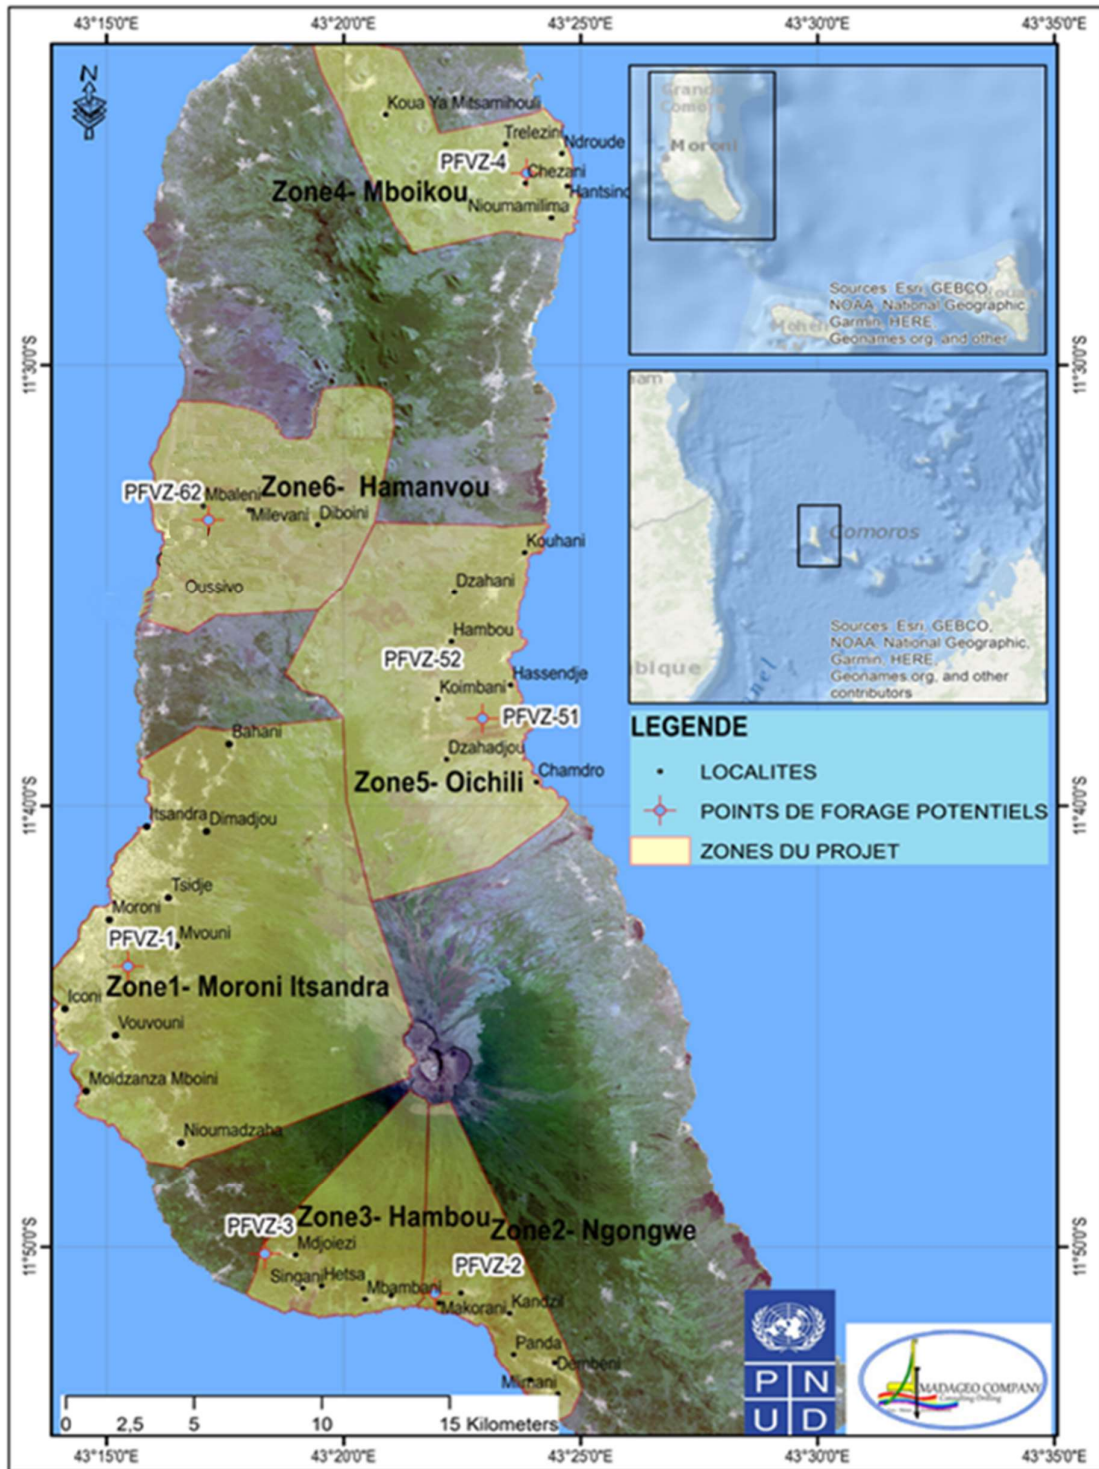 43°15'0"E
43°20'0"E
43°25'0"E
43°30'0"E
43°35'0"E
N
Koua Ya Mitsamihouli
Trelezini
Ndroude
PFVZ-4
Chezani
Zone4- Mboikou
Hantsind
Nioumamilima
Grande
Comore
Moroni
Sources: Esri, GEBCO,
NOAA, National Geographic,
Garmin, HERE,
Geonames.org, and other
11°30'0"S
11°30'0"S
PFVZ-62
Mbaleni
Zone6- Hamanvou
Milevani
Diboini
Oussivo
Comoros
bique
nel
Sources: Esri, GEBCO,
NOAA, National Geographic,
Garmin, HERE,
Geonames.org, and other
contributors
Kouhani
Dzahani
Hambou
PFVZ-52
Hassendje
Koimbani
PFVZ-51
Dzahadjou
Chamdro
Zone5- Oichili
LEGENDE
LOCALITES
POINTS DE FORAGE POTENTIELS
ZONES DU PROJET
11°40'0"S
11°40'0"S
Bahani
Itsandra
Dimadjou
Tsidje
Moroni
Mvouni
PFVZ-1
Zone1- Moroni Itsandra
Iconi
Vouvouni
Moidzanza Mboini
Nioumadzaha
PFVZ-3
Zone3- Hambou
Zone2- Ngongwe
11°50'0"S
11°50'0"S
Mdjoiezi
PFVZ-2
Singani
Hetsa
Mbambani
Makorani
Kandzil
Panda
Dembeni
0 2,5 5 10 15 Kilometers
P N
U D
MADAGEO COMPANY
Consulting Drilling
43°15'0"E
43°20'0"E
43°25'0"E
43°30'0"E
43°35'0"E